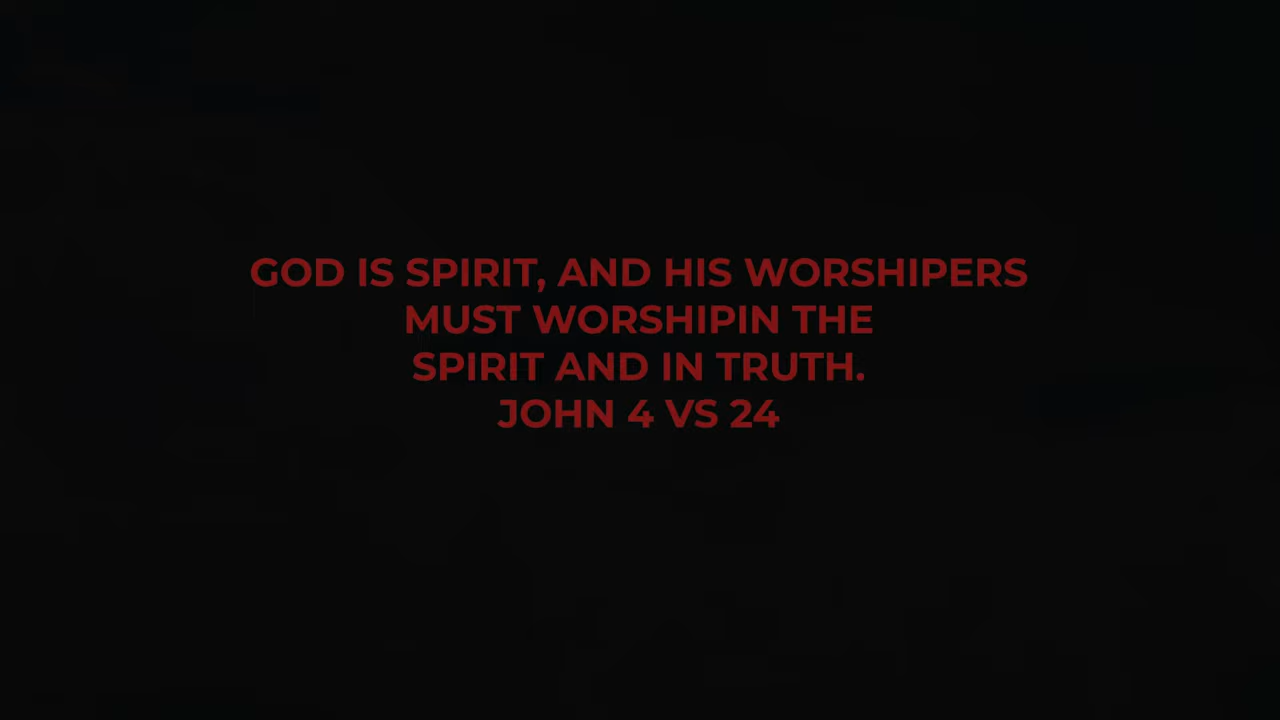 GOD IS SPIRIT, AND HIS WORSHIPERS
MUST WORSHIPIN THE
SPIRIT AND IN TRUTH.
JOHN 4 VS 24